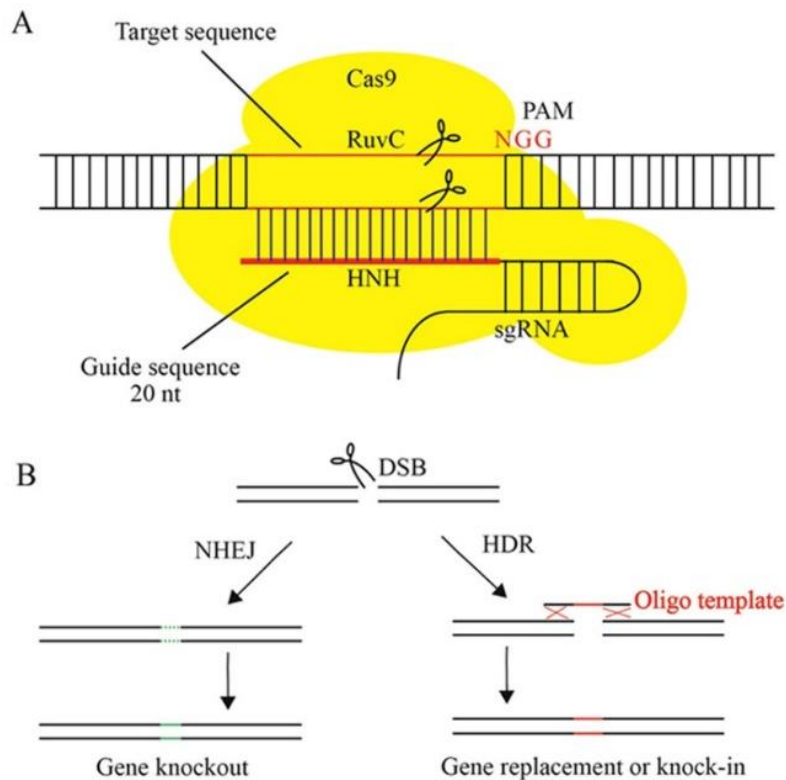 A
Target sequence
Cas9
PAM
RuvC
NGG
HNH
sgRNA
Guide sequence
20 nt
B
DSB
NHEJ
HDR
Oligo template
Gene knockout
Gene replacement or knock-in